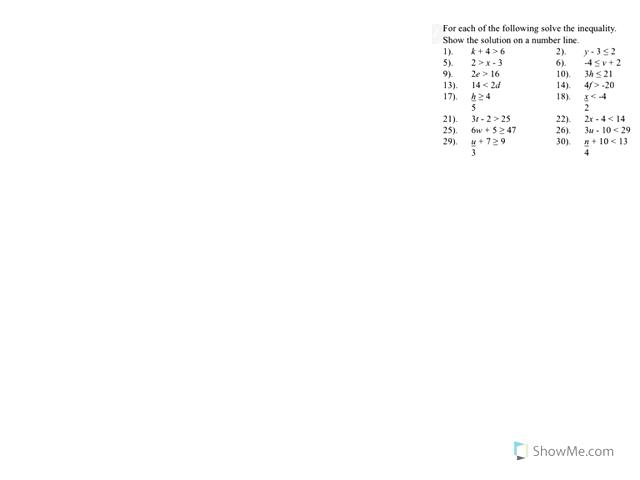 For each of the following solve the inequality.
Show the solution on a number line.
1). k + 4 > 6 2). y - 3 ≤ 2
5). 2 > x - 3 6). -4 ≤ v + 2
9). 2e > 16 10). 3h ≤ 21
13). 14 < 2d 14). 4f > -20
17). h ≥ 4 18). x < -4
5 2
21). 3t - 2 > 25 22). 2x - 4 < 14
25). 6w + 5 ≥ 47 26). 3u - 10 < 29
29). u + 7 ≥ 9 30). n + 10 < 13
3 4
ShowMe.com